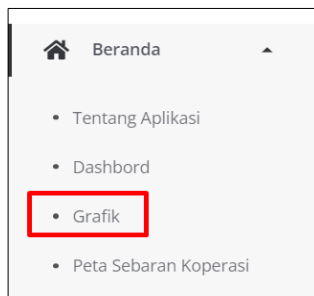 Beranda
Tentang Aplikasi
Dashbord
Grafik
Peta Sebaran Koperasi